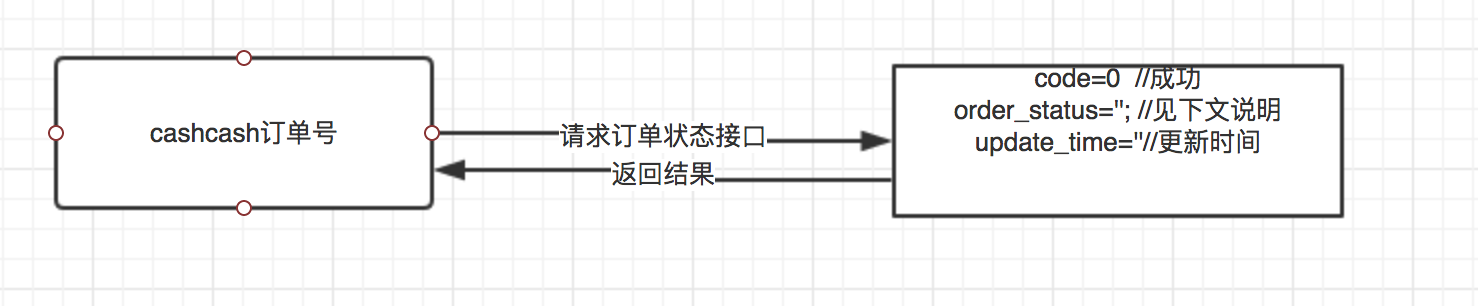 cashcash订单号
请求订单状态接口
返回结果
code=0  //成功
order_status=''; //见下文说明
update_time=''//更新时间